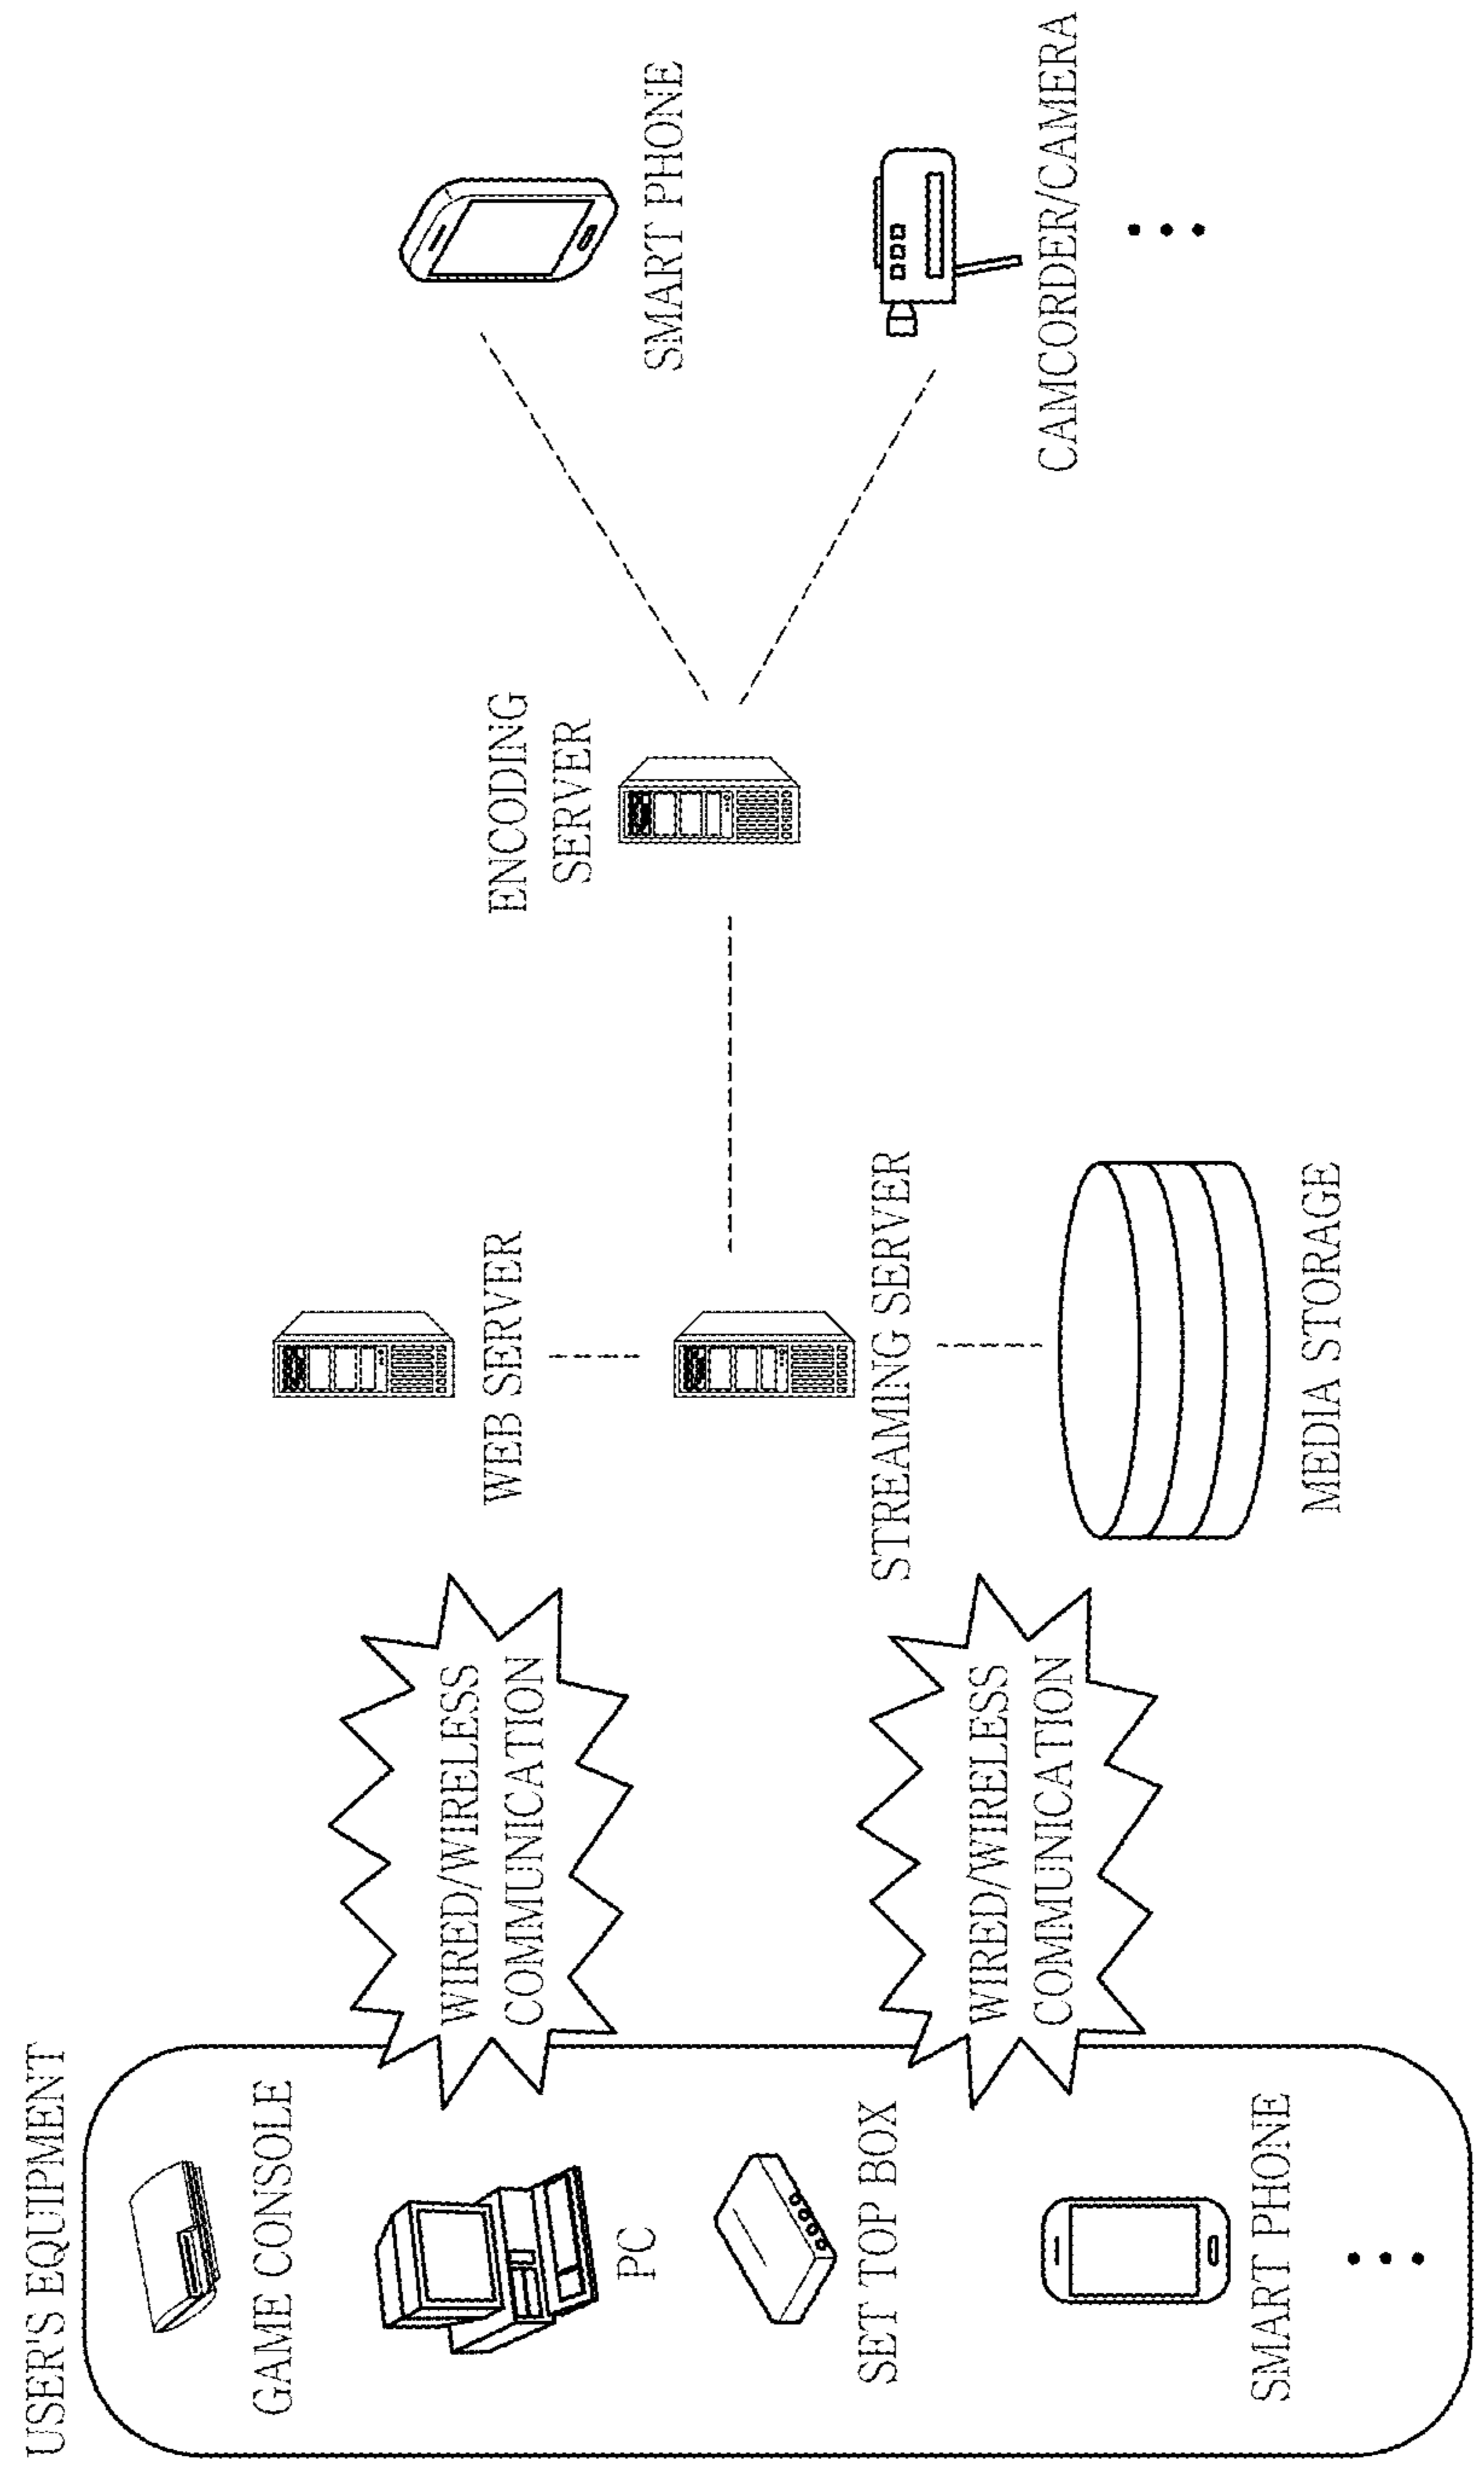 USER'S EQUIPMENT
GAME CONSOLE
PC
SET TOP BOX
SMART PHONE
WIRED/WIRELESS
COMMUNICATION
WIRED/WIRELESS
COMMUNICATION
WEB SERVER
STREAMING SERVER
MEDIA STORAGE
ENCODING
SERVER
SMART PHONE
CAMCORDER/CAMERA